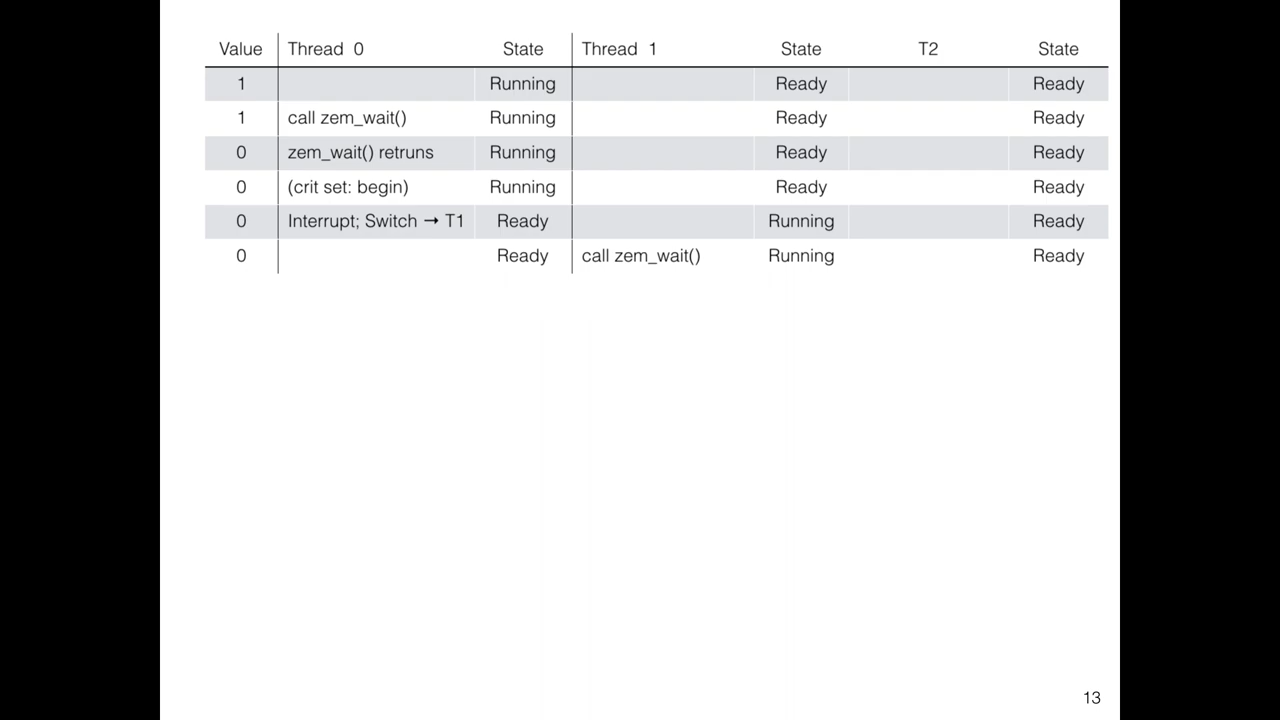 Value Thread 0 State Thread 1 State T2 State
1 Running Ready Ready
1 call zem_wait() Running Ready Ready
0 zem_wait() retruns Running Ready Ready
0 (crit set: begin) Running Ready Ready
0 Interrupt; Switch → T1 Ready Running Ready
0 Ready call zem_wait() Running Ready
13